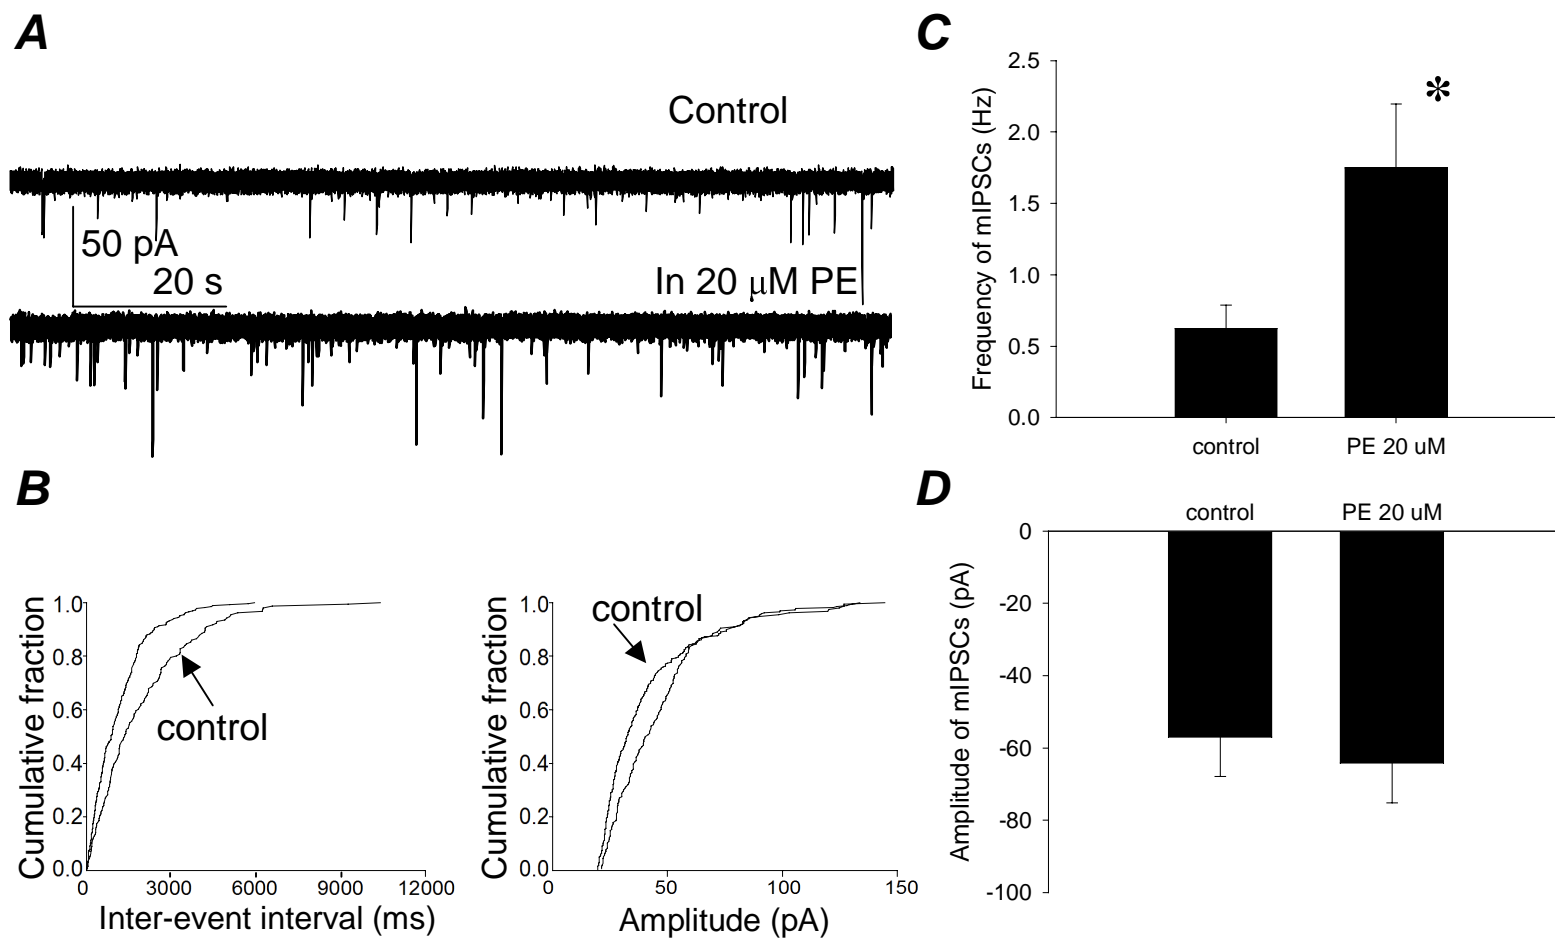 A
Control
50 pA
20 s
In 20 μM PE
B
Cumulative fraction
1.0
0.8
0.6
0.4
0.2
0.0
control
0 3000 6000 9000 12000
Inter-event interval (ms)
Cumulative fraction
1.0
0.8
0.6
0.4
0.2
0.0
control
0 50 100 150
Amplitude (pA)
C
Frequency of mIPSCs (Hz)
2.5
2.0
1.5
1.0
0.5
0.0
*
control PE 20 uM
D
control PE 20 uM
Amplitude of mIPSCs (pA)
0
-20
-40
-60
-80
-100